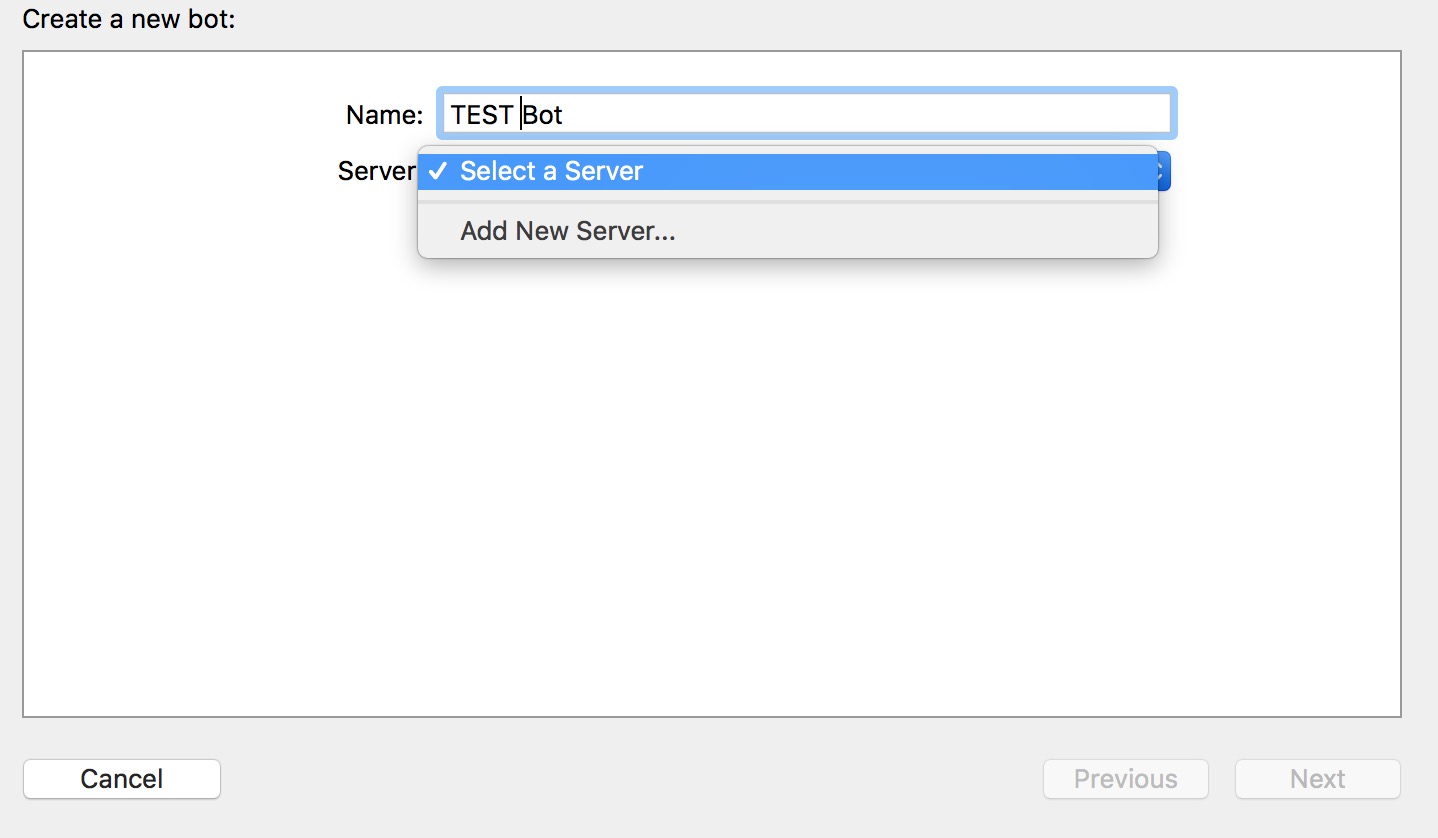 Create a new bot:
Name: TEST Bot
Server ✓ Select a Server
Add New Server...
Cancel Previous Next